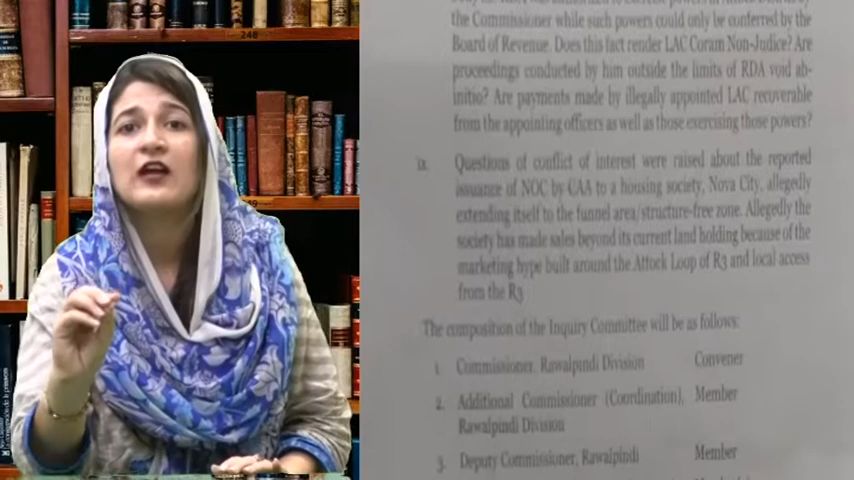 the Commissioner while such powers could only be conferred by the
Board of Revenue. Does this fact render LAC Coram Non-Judice? Are
proceedings conducted by him outside the limits of RDA void ab-
initio? Are payments made by illegally appointed LAC recoverable
from the appointing officers as well as those exercising those powers?
ix. Questions of conflict of interest were raised about the reported
issuance of NOC by CAA to a housing society, Nova City, allegedly
extending itself to the funnel area/structure-free zone. Allegedly the
society has made sales beyond its current land holding because of the
marketing hype built around the Attock Loop of R3 and local access
from the R3
The composition of the Inquiry Committee will be as follows:
1. Commissioner, Rawalpindi Division Convener
2. Additional Commissioner (Coordination), Member
Rawalpindi Division
3. Deputy Commissioner, Rawalpindi Member
248